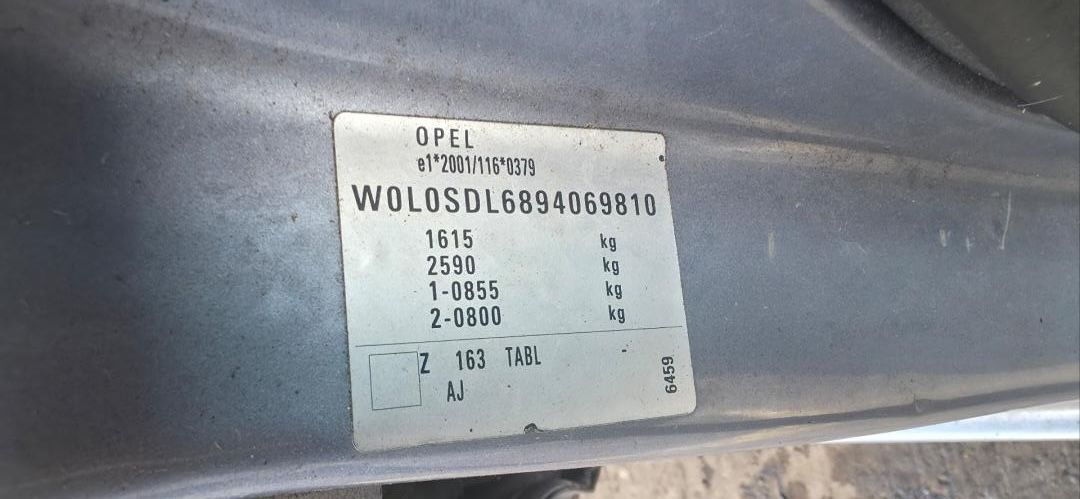 OPEL
e1*2001/116*0379
W0L0SDL6894069810
1615 kg
2590 kg
1-0855 kg
2-0800 kg
Z 163 TABL -
AJ
6459